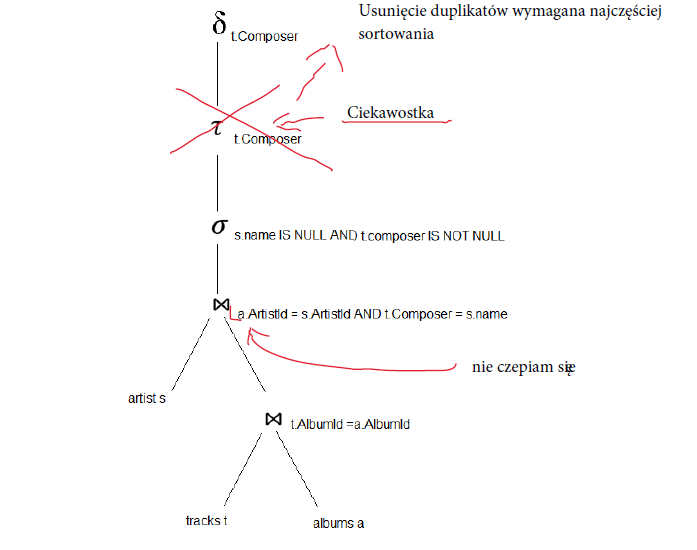 Usunięcie duplikatów wymagana najczęściej
sortowania
δ t.Composer
Ciekawostka
τ t.Composer
σ s.name IS NULL AND t.composer IS NOT NULL
⋈L a.ArtistId = s.ArtistId AND t.Composer = s.name
nie czepiam się
artist s
⋈ t.AlbumId =a.AlbumId
tracks t
albums a